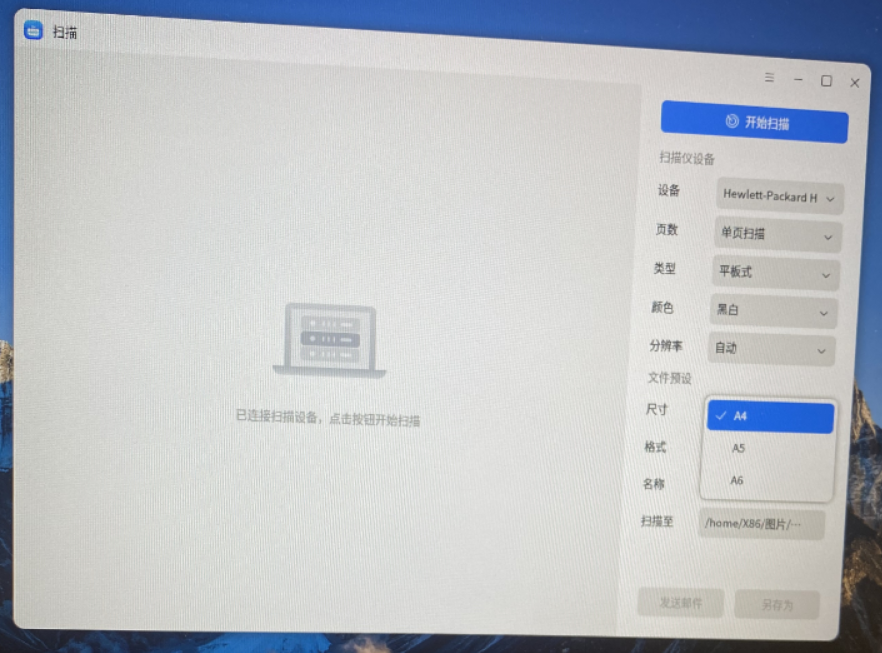 扫描
开始扫描
扫描仪设备
设备 Hewlett-Packard H
页数 单页扫描
类型 平板式
颜色 黑白
分辨率 自动
文件预设
尺寸 A4
A5
格式
A6
名称
扫描至 /home/X86/图片/···
已连接扫描设备，点击按钮开始扫描
发送邮件 另存为